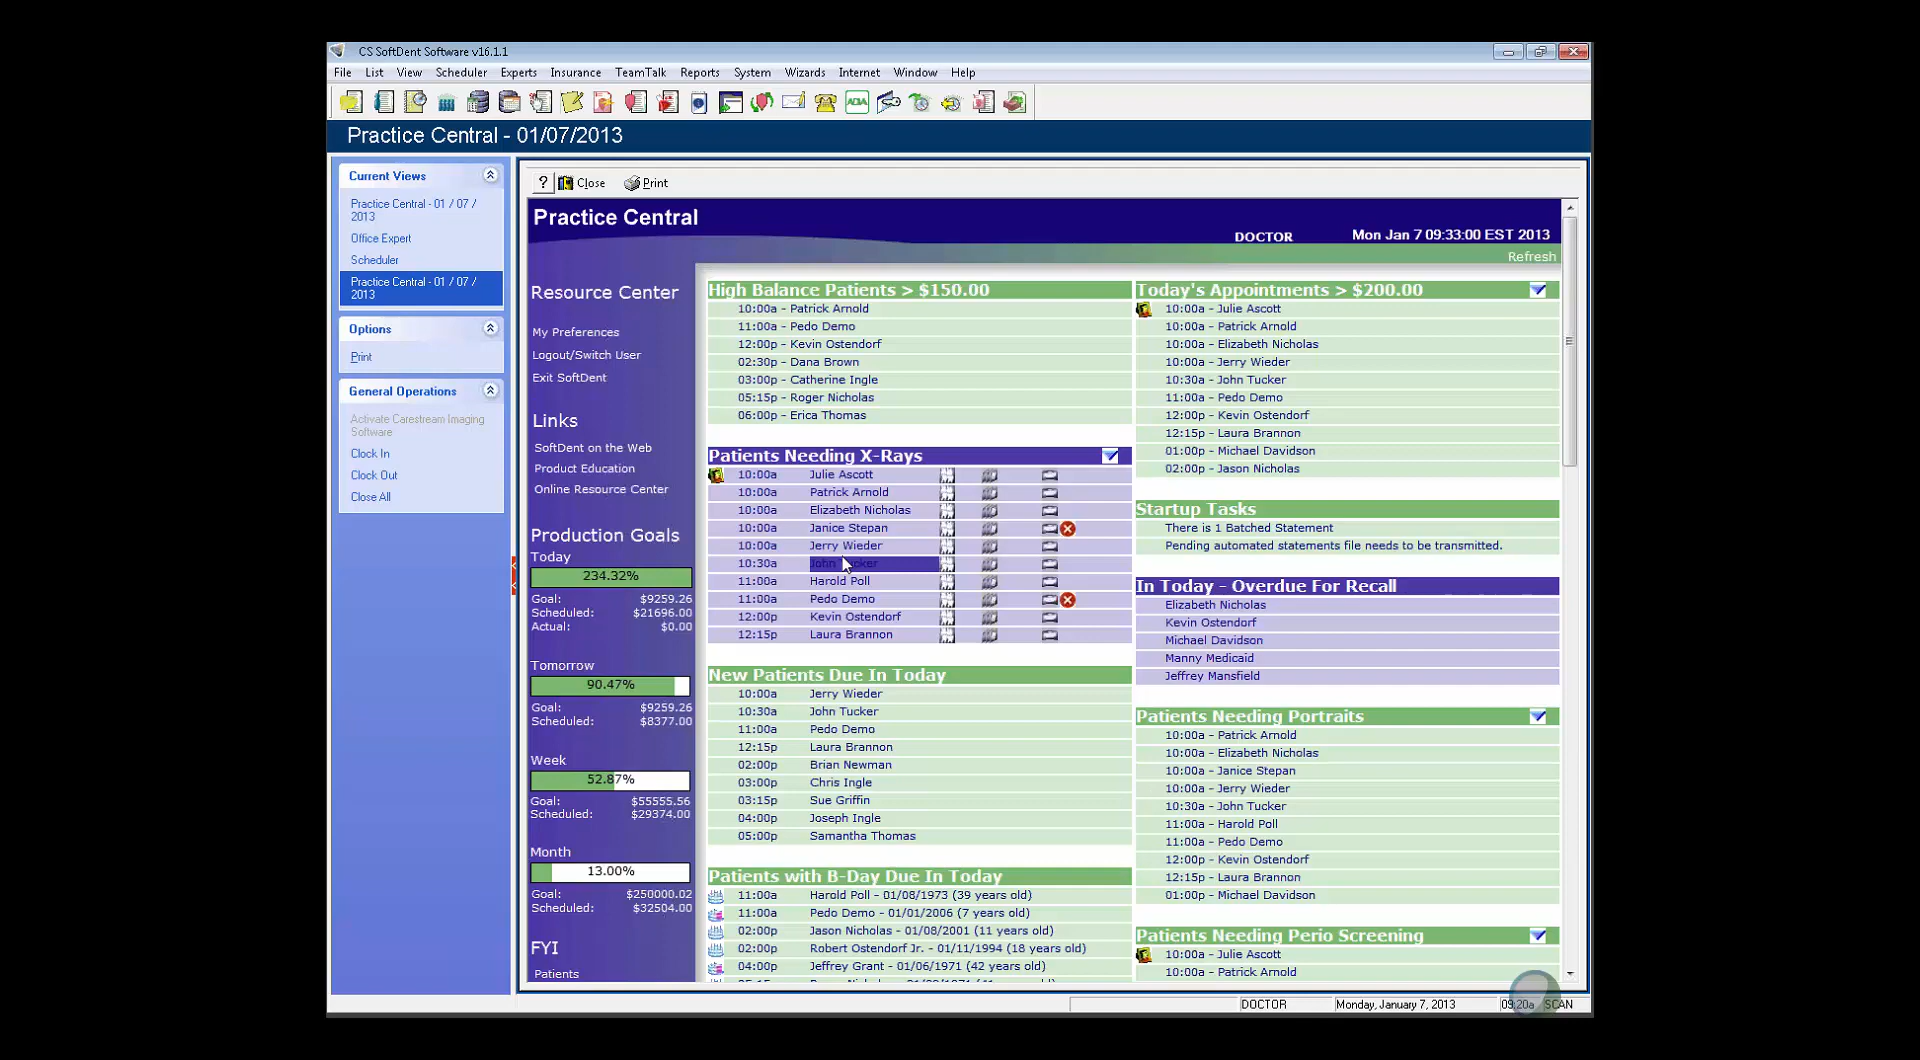 CS SoftDent Software v16.1.1
File List View Scheduler Experts Insurance TeamTalk Reports System Wizards Internet Window Help
ADA
Practice Central - 01/07/2013
Current Views
Practice Central - 01 / 07 /
2013
Office Expert
Scheduler
Practice Central - 01 / 07 /
2013
Options
Print
General Operations
Activate Carestream Imaging
Software
Clock In
Clock Out
Close All
? Close Print
Practice Central
DOCTOR Mon Jan 7 09:33:00 EST 2013
Refresh
Resource Center
My Preferences
Logout/Switch User
Exit SoftDent
Links
SoftDent on the Web
Product Education
Online Resource Center
Production Goals
Today
234.32%
Goal: $9259.26
Scheduled: $21696.00
Actual: $0.00
Tomorrow
90.47%
Goal: $9259.26
Scheduled: $8377.00
Week
52.87%
Goal: $55555.56
Scheduled: $29374.00
Month
13.00%
Goal: $250000.02
Scheduled: $32504.00
FYI
Patients
High Balance Patients > $150.00
10:00a - Patrick Arnold
11:00a - Pedo Demo
12:00p - Kevin Ostendorf
02:30p - Dana Brown
03:00p - Catherine Ingle
05:15p - Roger Nicholas
06:00p - Erica Thomas
Patients Needing X-Rays
10:00a Julie Ascott
10:00a Patrick Arnold
10:00a Elizabeth Nicholas
10:00a Janice Stepan
10:00a Jerry Wieder
10:30a John Tucker
11:00a Harold Poll
11:00a Pedo Demo
12:00p Kevin Ostendorf
12:15p Laura Brannon
New Patients Due In Today
10:00a Jerry Wieder
10:30a John Tucker
11:00a Pedo Demo
12:15p Laura Brannon
02:00p Brian Newman
03:00p Chris Ingle
03:15p Sue Griffin
04:00p Joseph Ingle
05:00p Samantha Thomas
Patients with B-Day Due In Today
11:00a Harold Poll - 01/08/1973 (39 years old)
11:00a Pedo Demo - 01/01/2006 (7 years old)
02:00p Jason Nicholas - 01/08/2001 (11 years old)
02:00p Robert Ostendorf Jr. - 01/11/1994 (18 years old)
04:00p Jeffrey Grant - 01/06/1971 (42 years old)
Today's Appointments > $200.00
10:00a - Julie Ascott
10:00a - Patrick Arnold
10:00a - Elizabeth Nicholas
10:00a - Jerry Wieder
10:30a - John Tucker
11:00a - Pedo Demo
12:00p - Kevin Ostendorf
12:15p - Laura Brannon
01:00p - Michael Davidson
02:00p - Jason Nicholas
Startup Tasks
There is 1 Batched Statement
Pending automated statements file needs to be transmitted.
In Today - Overdue For Recall
Elizabeth Nicholas
Kevin Ostendorf
Michael Davidson
Manny Medicaid
Jeffrey Mansfield
Patients Needing Portraits
10:00a - Patrick Arnold
10:00a - Elizabeth Nicholas
10:00a - Janice Stepan
10:00a - Jerry Wieder
10:30a - John Tucker
11:00a - Harold Poll
11:00a - Pedo Demo
12:00p - Kevin Ostendorf
12:15p - Laura Brannon
01:00p - Michael Davidson
Patients Needing Perio Screening
10:00a - Julie Ascott
10:00a - Patrick Arnold
DOCTOR Monday, January 7, 2013 09:20a SCAN